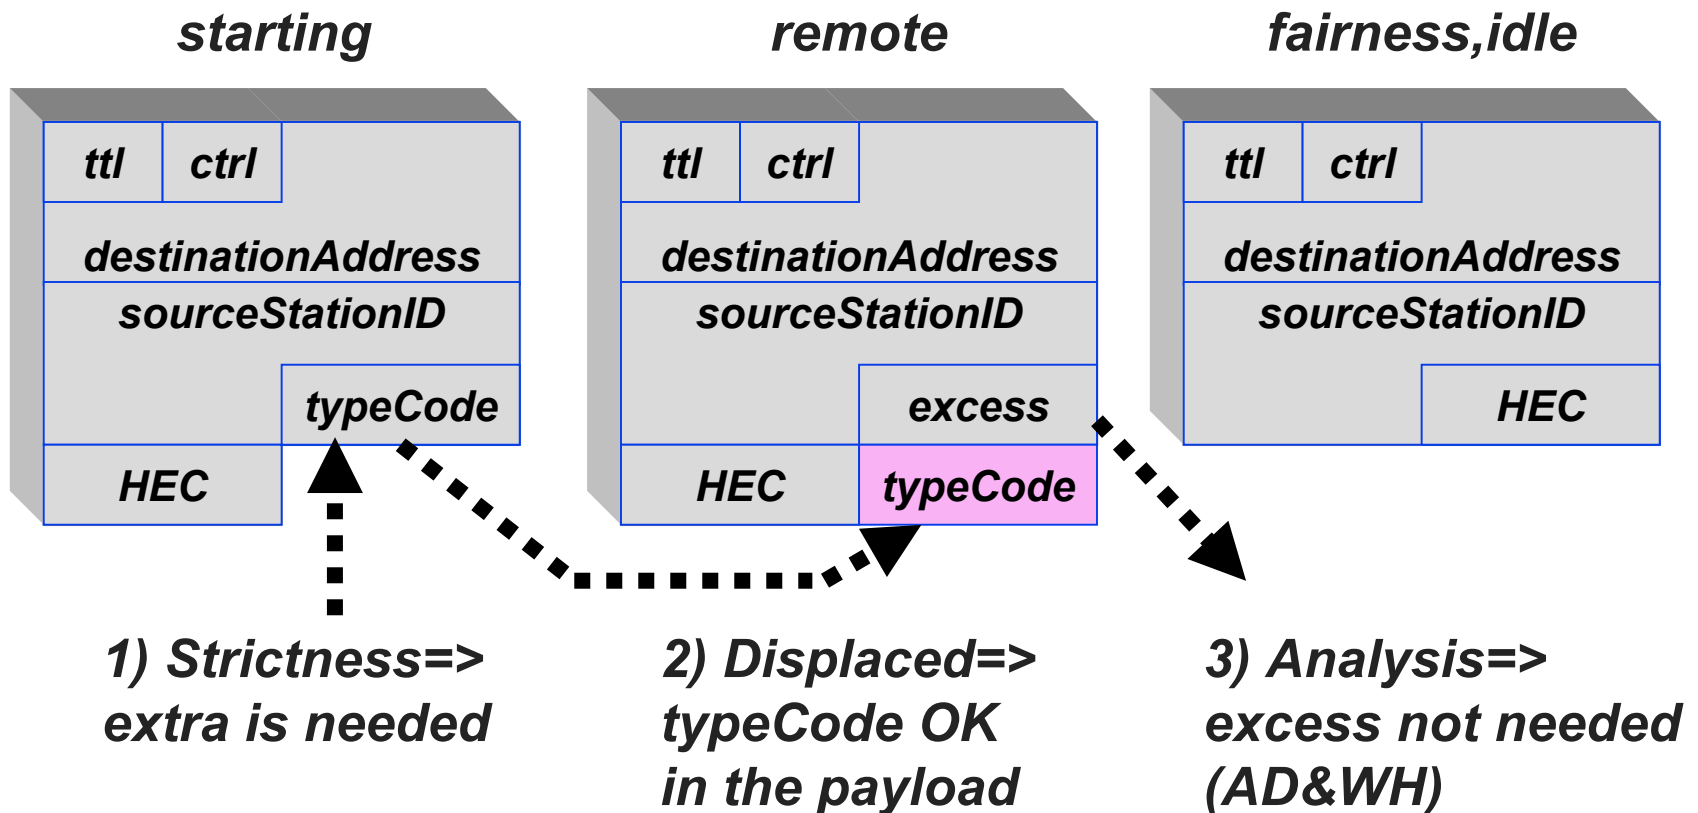 starting
ttl ctrl
destinationAddress
sourceStationID
typeCode
HEC
1) Strictness=>
extra is needed
remote
ttl ctrl
destinationAddress
sourceStationID
excess
HEC typeCode
2) Displaced=>
typeCode OK
in the payload
fairness,idle
ttl ctrl
destinationAddress
sourceStationID
HEC
3) Analysis=>
excess not needed
(AD&WH)